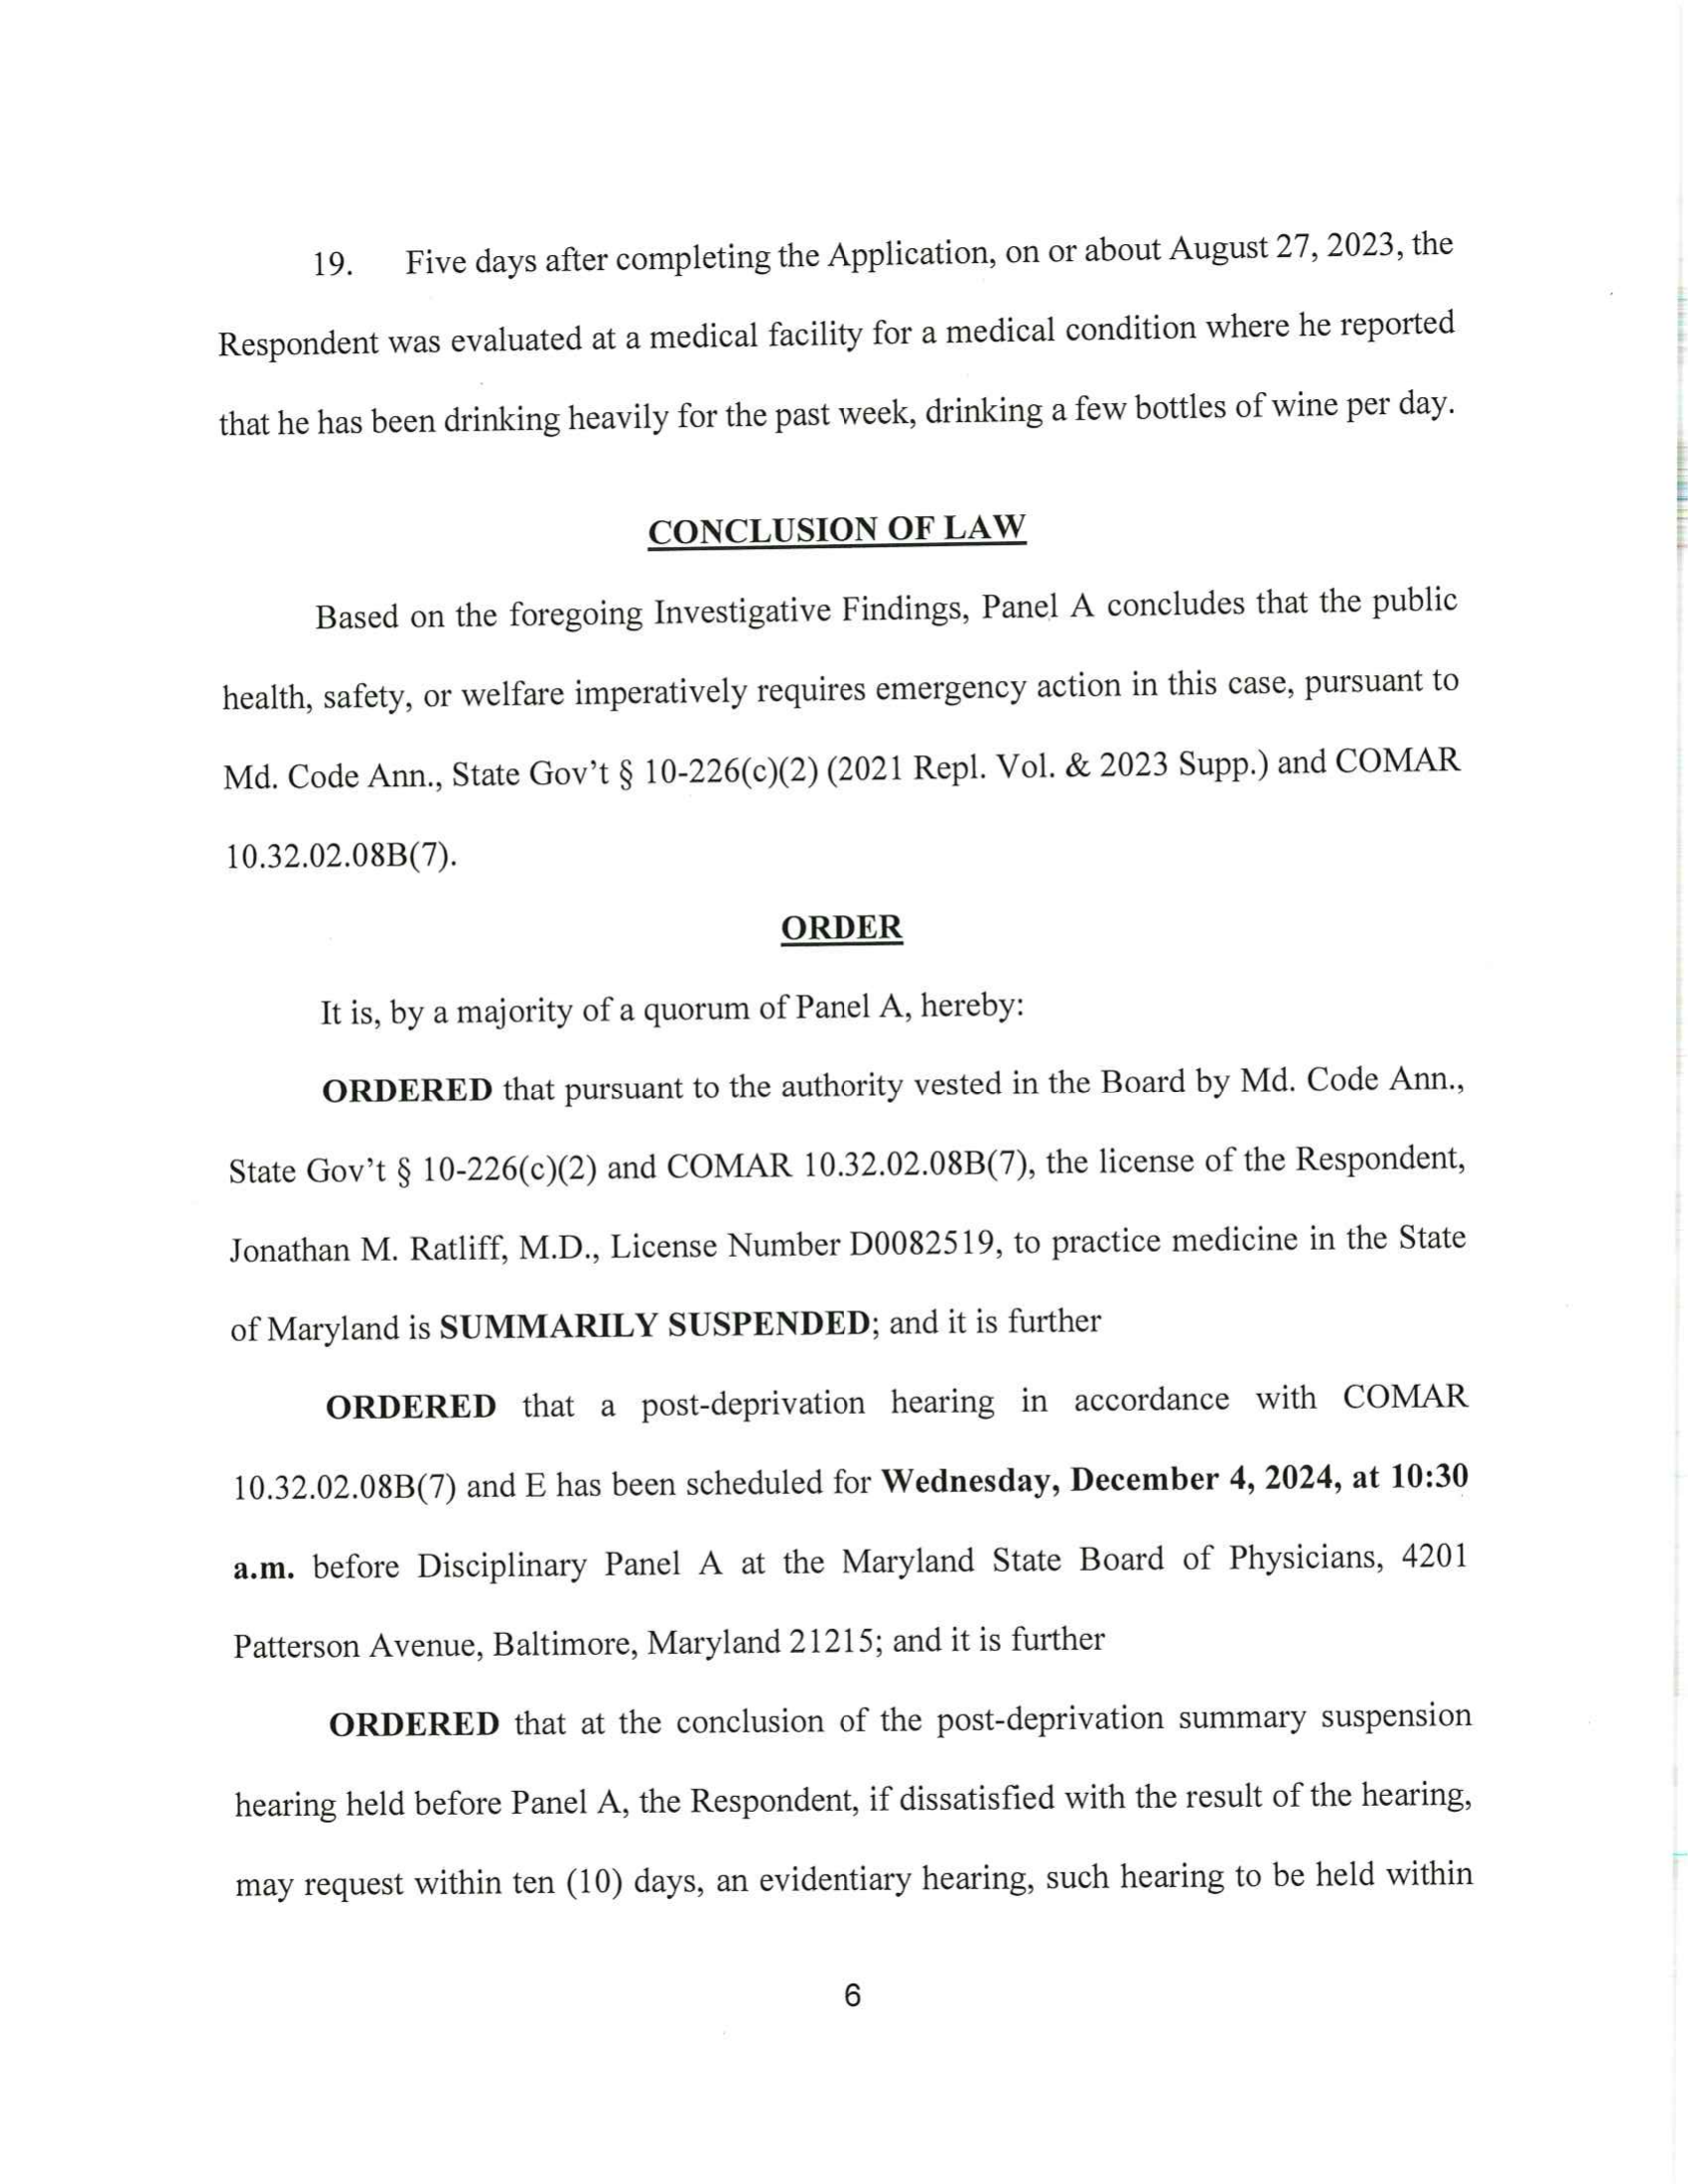 19. Five days after completing the Application, on or about August 27, 2023, the
Respondent was evaluated at a medical facility for a medical condition where he reported
that he has been drinking heavily for the past week, drinking a few bottles of wine per day.
CONCLUSION OF LAW
Based on the foregoing Investigative Findings, Panel A concludes that the public
health, safety, or welfare imperatively requires emergency action in this case, pursuant to
Md. Code Ann., State Gov't § 10-226(c)(2) (2021 Repl. Vol. & 2023 Supp.) and COMAR
10.32.02.08B(7).
ORDER
It is, by a majority of a quorum of Panel A, hereby:
ORDERED that pursuant to the authority vested in the Board by Md. Code Ann.,
State Gov't § 10-226(c)(2) and COMAR 10.32.02.08B(7), the license of the Respondent,
Jonathan M. Ratliff, M.D., License Number D0082519, to practice medicine in the State
of Maryland is SUMMARILY SUSPENDED; and it is further
ORDERED that a post-deprivation hearing in accordance with COMAR
10.32.02.08B(7) and E has been scheduled for Wednesday, December 4, 2024, at 10:30
a.m. before Disciplinary Panel A at the Maryland State Board of Physicians, 4201
Patterson Avenue, Baltimore, Maryland 21215; and it is further
ORDERED that at the conclusion of the post-deprivation summary suspension
hearing held before Panel A, the Respondent, if dissatisfied with the result of the hearing,
may request within ten (10) days, an evidentiary hearing, such hearing to be held within
6